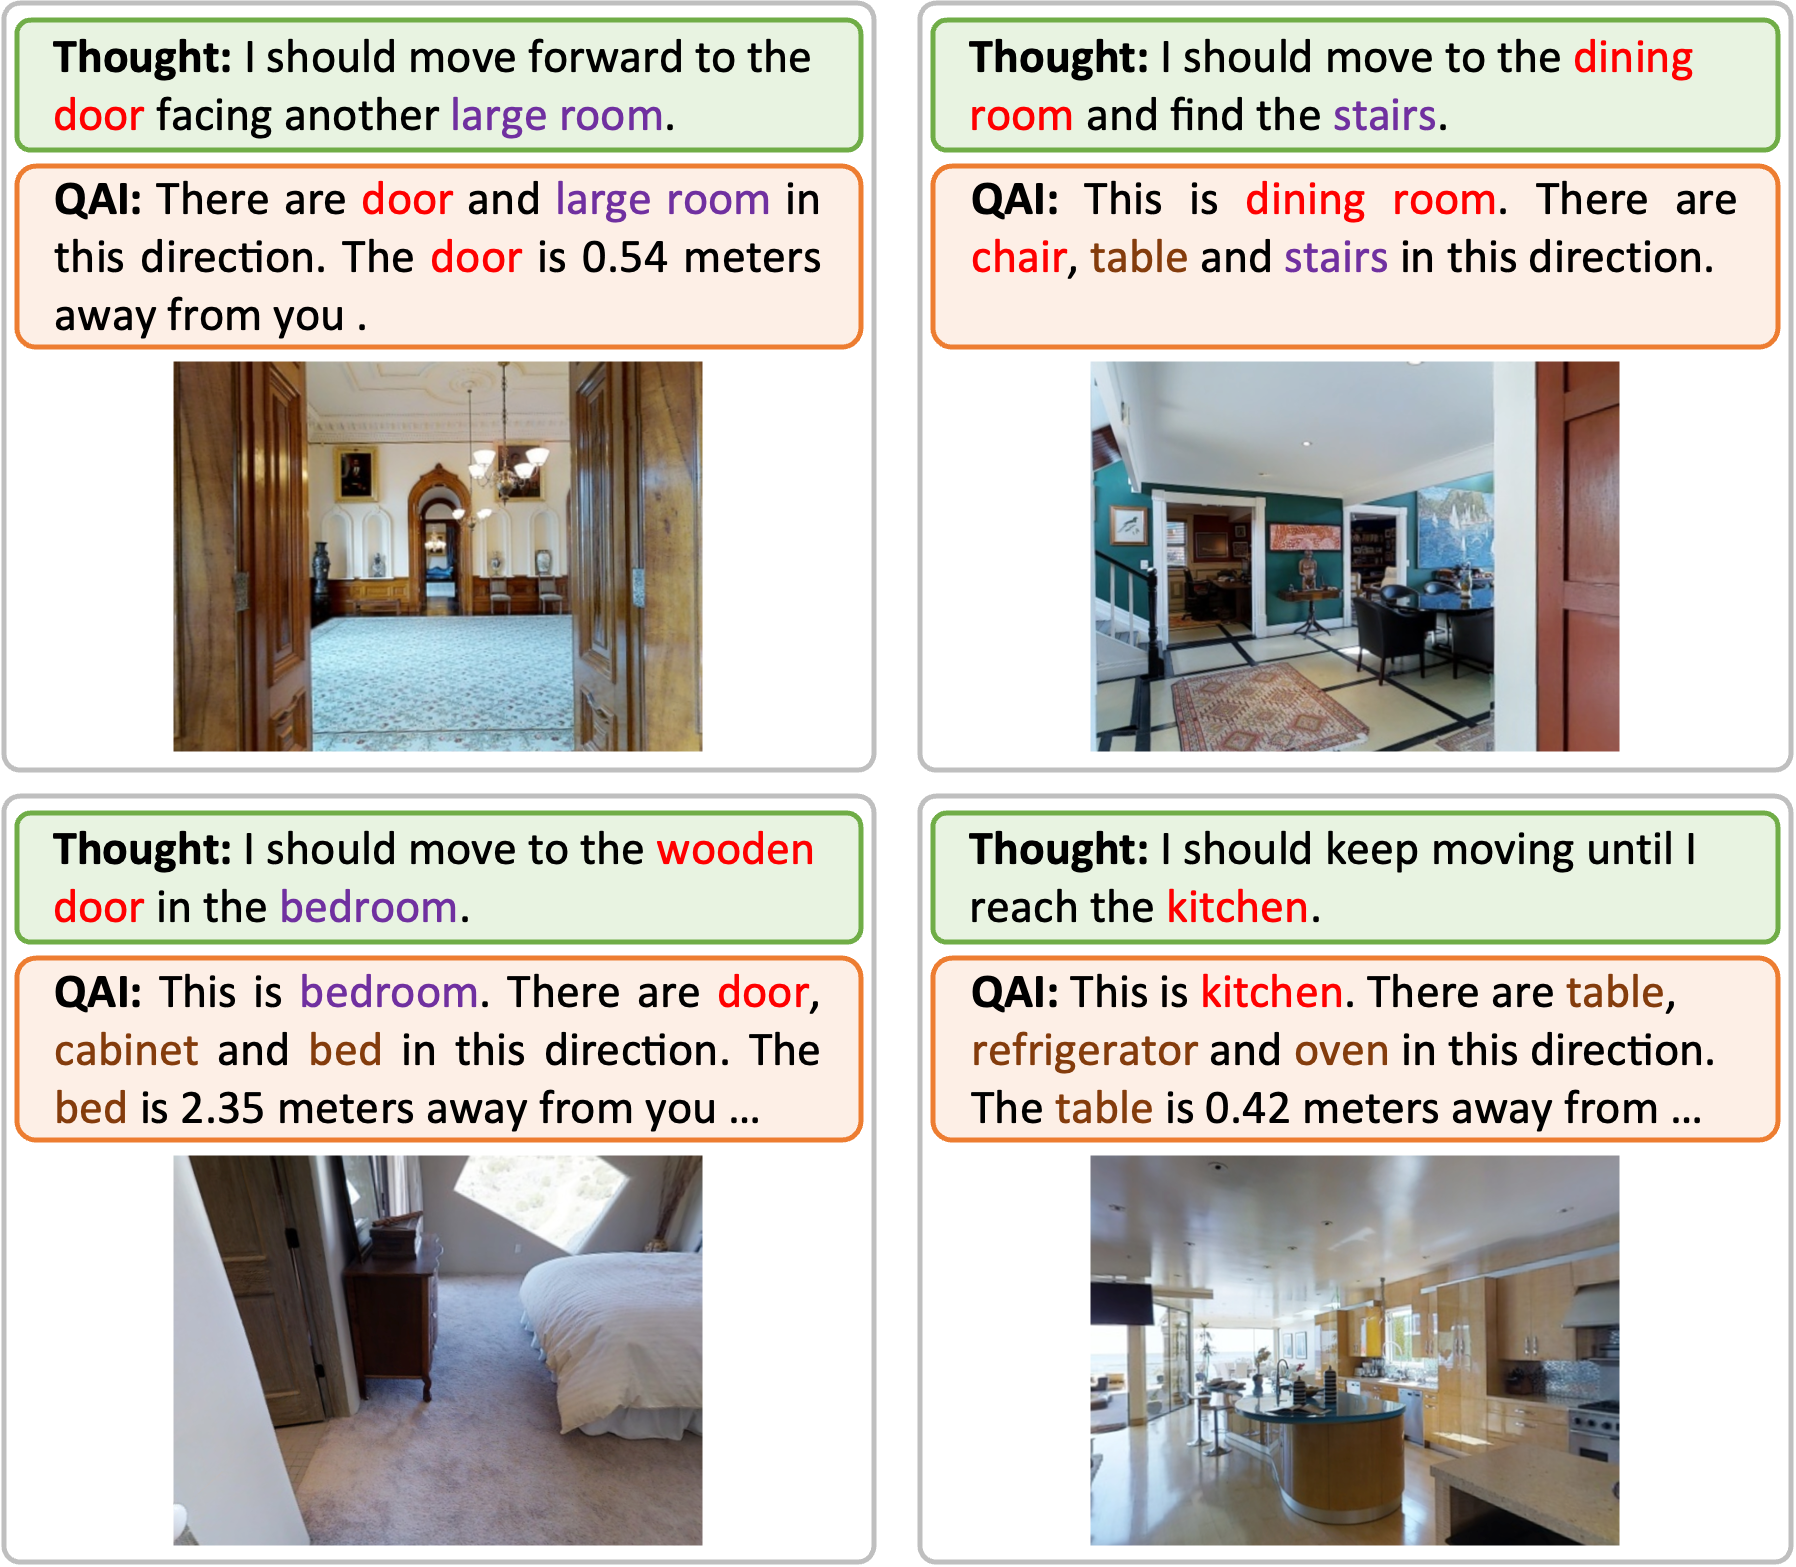 Thought: I should move forward to the
door facing another large room.
QAI: There are door and large room in
this direction. The door is 0.54 meters
away from you .
Thought: I should move to the dining
room and find the stairs.
QAI: This is dining room. There are
chair, table and stairs in this direction.
Thought: I should move to the wooden
door in the bedroom.
QAI: This is bedroom. There are door,
cabinet and bed in this direction. The
bed is 2.35 meters away from you ...
Thought: I should keep moving until I
reach the kitchen.
QAI: This is kitchen. There are table,
refrigerator and oven in this direction.
The table is 0.42 meters away from ...